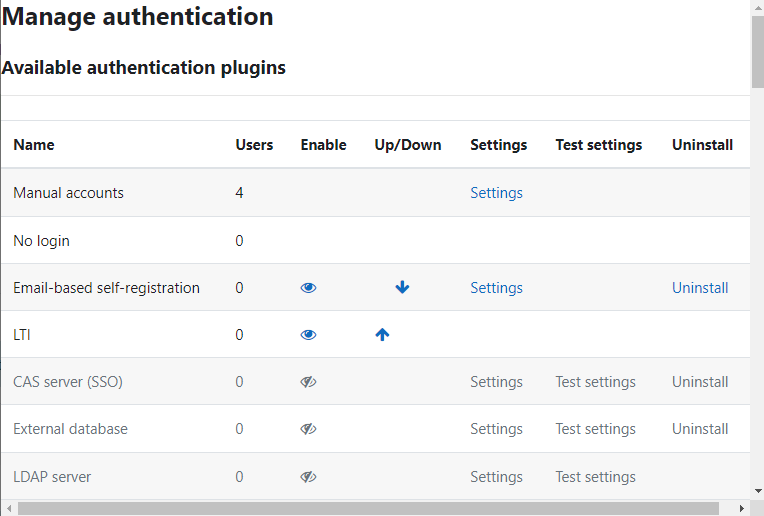 Manage authentication
Available authentication plugins
Name Users Enable Up/Down Settings Test settings Uninstall
Manual accounts 4 Settings
No login 0
Email-based self-registration 0 Settings Uninstall
LTI 0
CAS server (SSO) 0 Settings Test settings Uninstall
External database 0 Settings Test settings Uninstall
LDAP server 0 Settings Test settings